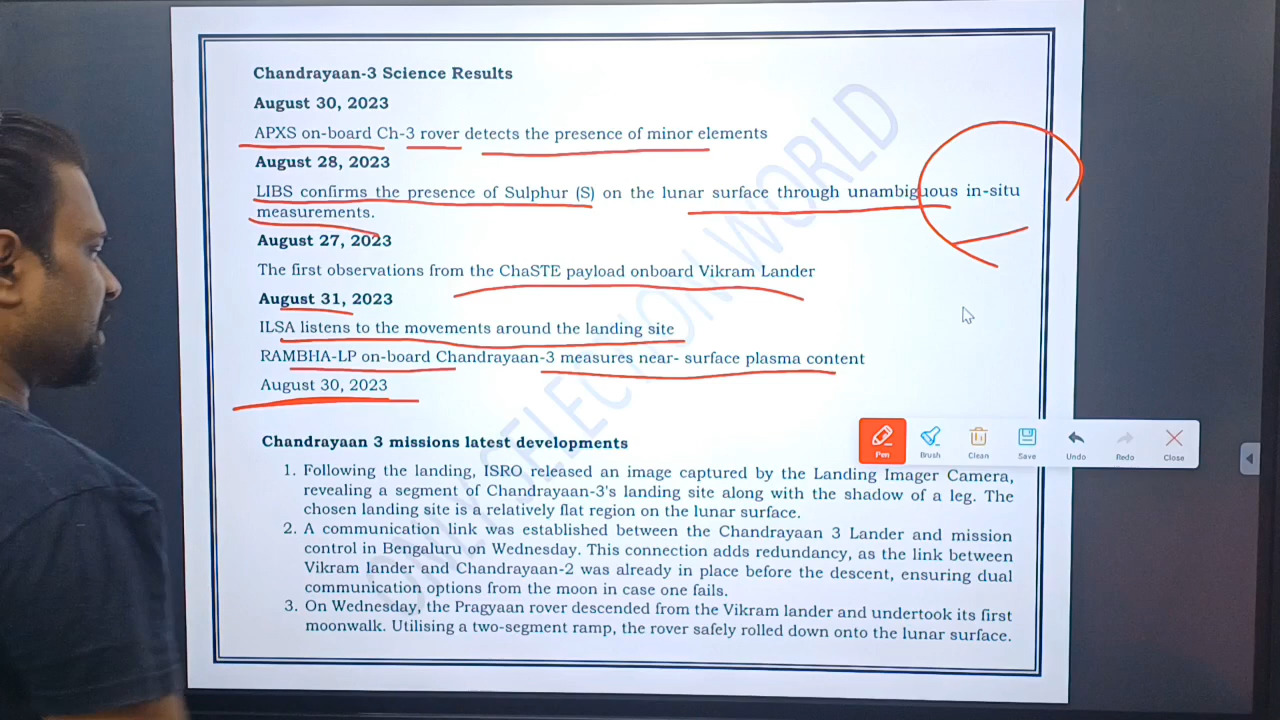 Chandrayaan-3 Science Results
August 30, 2023
APXS on-board Ch-3 rover detects the presence of minor elements
August 28, 2023
LIBS confirms the presence of Sulphur (S) on the lunar surface through unambiguous in-situ
measurements.
August 27, 2023
The first observations from the ChaSTE payload onboard Vikram Lander
August 31, 2023
ILSA listens to the movements around the landing site
RAMBHA-LP on-board Chandrayaan-3 measures near- surface plasma content
August 30, 2023
Chandrayaan 3 missions latest developments
1. Following the landing, ISRO released an image captured by the Landing Imager Camera,
revealing a segment of Chandrayaan-3's landing site along with the shadow of a leg. The
chosen landing site is a relatively flat region on the lunar surface.
2. A communication link was established between the Chandrayaan 3 Lander and mission
control in Bengaluru on Wednesday. This connection adds redundancy, as the link between
Vikram lander and Chandrayaan-2 was already in place before the descent, ensuring dual
communication options from the moon in case one fails.
3. On Wednesday, the Pragyaan rover descended from the Vikram lander and undertook its first
moonwalk. Utilising a two-segment ramp, the rover safely rolled down onto the lunar surface.
ONLY SELECTION WORLD
Pen Brush Clean Save Undo Redo Close